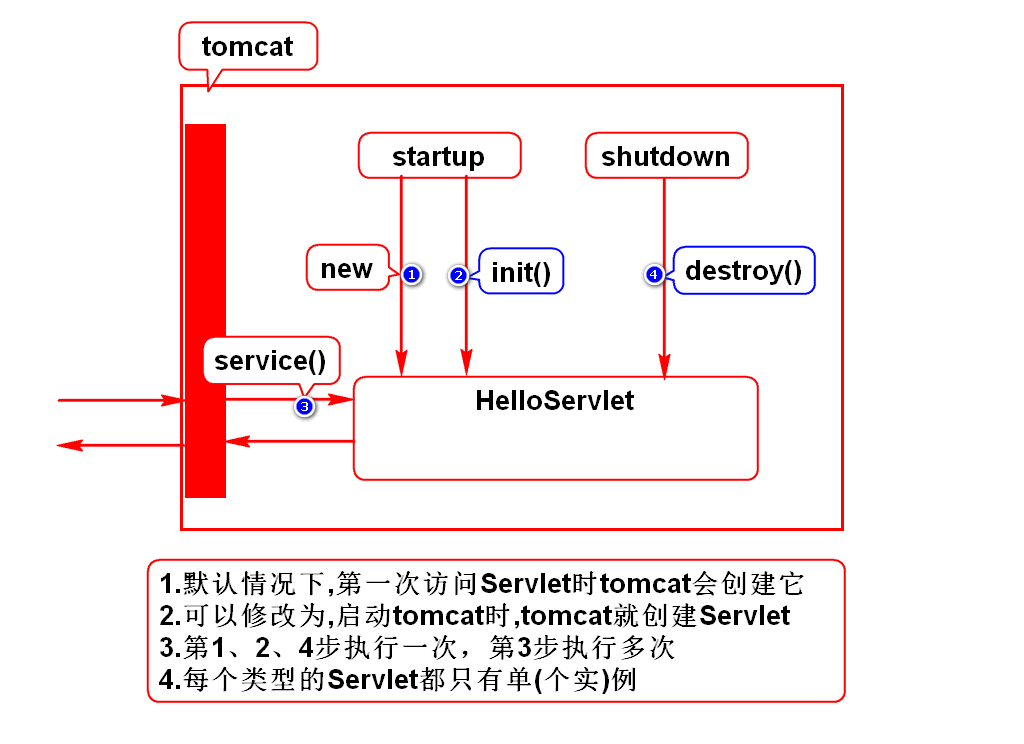 tomcat
startup
shutdown
new
1
2
init()
4
destroy()
service()
3
HelloServlet
1.默认情况下,第一次访问Servlet时tomcat会创建它
2.可以修改为,启动tomcat时,tomcat就创建Servlet
3.第1、2、4步执行一次，第3步执行多次
4.每个类型的Servlet都只有单(个实)例